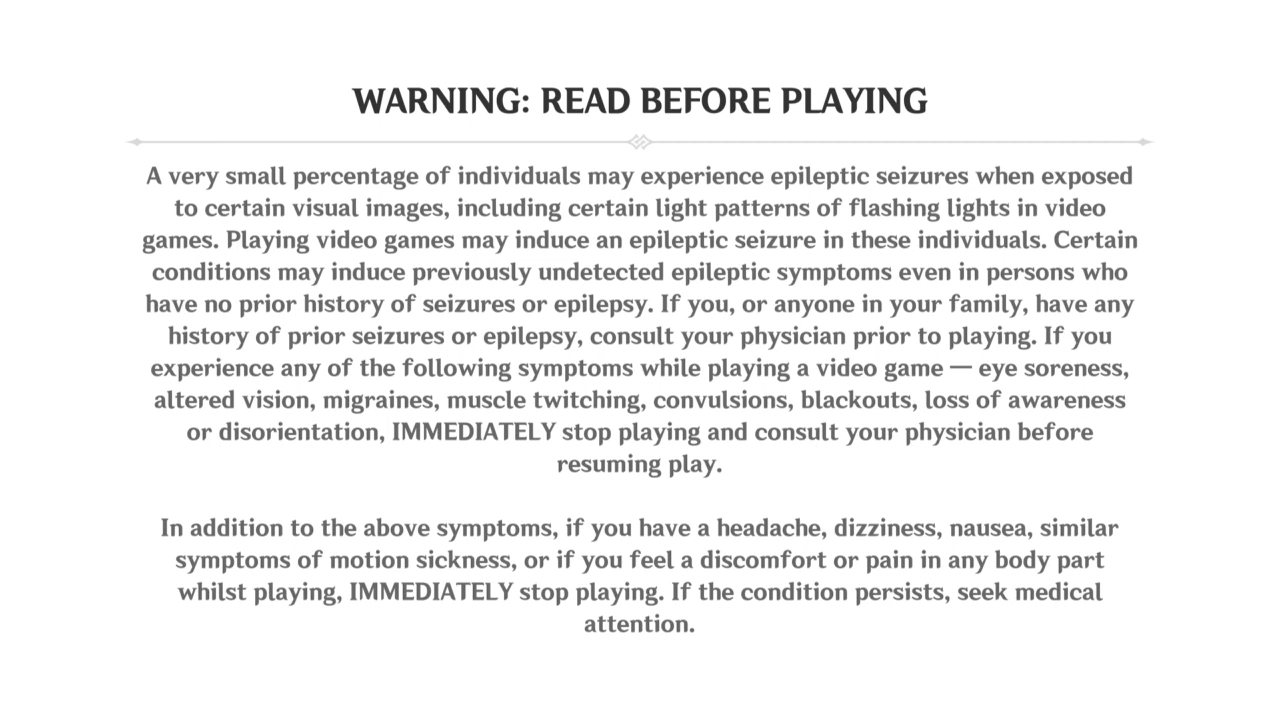 WARNING: READ BEFORE PLAYING
A very small percentage of individuals may experience epileptic seizures when exposed
to certain visual images, including certain light patterns of flashing lights in video
games. Playing video games may induce an epileptic seizure in these individuals. Certain
conditions may induce previously undetected epileptic symptoms even in persons who
have no prior history of seizures or epilepsy. If you, or anyone in your family, have any
history of prior seizures or epilepsy, consult your physician prior to playing. If you
experience any of the following symptoms while playing a video game — eye soreness,
altered vision, migraines, muscle twitching, convulsions, blackouts, loss of awareness
or disorientation, IMMEDIATELY stop playing and consult your physician before
resuming play.
In addition to the above symptoms, if you have a headache, dizziness, nausea, similar
symptoms of motion sickness, or if you feel a discomfort or pain in any body part
whilst playing, IMMEDIATELY stop playing. If the condition persists, seek medical
attention.